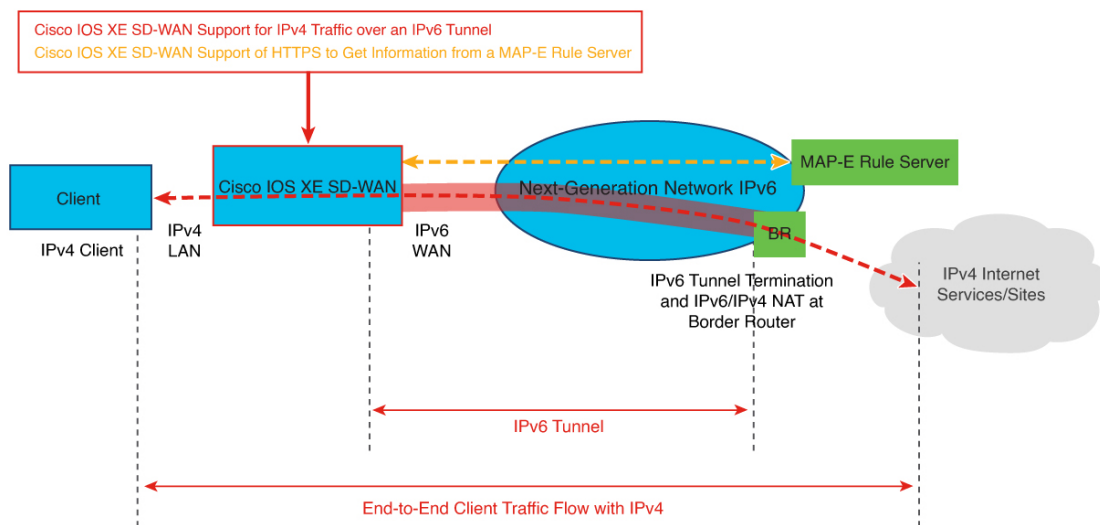 Cisco IOS XE SD-WAN Support for IPv4 Traffic over an IPv6 Tunnel
Cisco IOS XE SD-WAN Support of HTTPS to Get Information from a MAP-E Rule Server
MAP-E Rule Server
Client
Cisco IOS XE SD-WAN
Next-Generation Network IPv6
IPv4 Client
IPv4
LAN
IPv6
WAN
BR
IPv6 Tunnel Termination
and IPv6/IPv4 NAT at
Border Router
IPv4 Internet
Services/Sites
IPv6 Tunnel
End-to-End Client Traffic Flow with IPv4